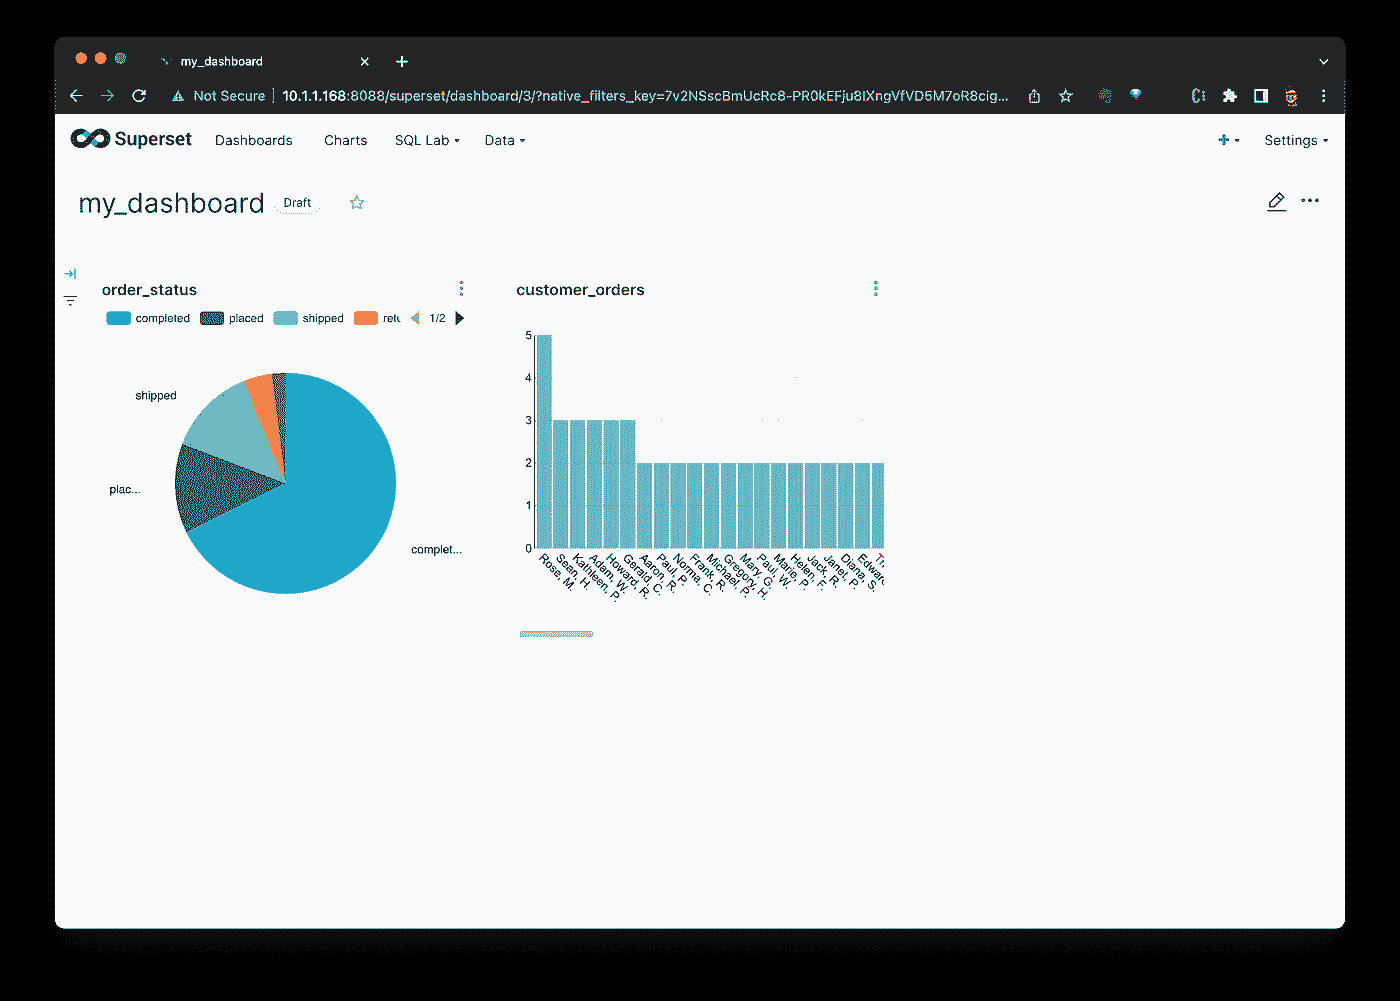 my_dashboard
Not Secure | 10.1.1.168:8088/superset/dashboard/3/?native_filters_key=7v2NSscBmUcRc8-PR0kEFju8IXngVfVD5M7oR8cig...
Superset Dashboards Charts SQL Lab Data Settings
my_dashboard Draft
order_status
completed placed shipped retu 1/2
shipped
plac...
complet...
customer_orders
5
4
3
2
1
0
Rose, M.
Sean, H.
Kathleen, P.
Adam, W.
Howard, R.
Gerald, C.
Aaron, R.
Paul, P.
Norma, C.
Frank, R.
Michael, P.
Gregory, H.
Mary, G.
Paul, W.
Marie, P.
Helen, F.
Jack, R.
Janet, P.
Diana, S.
Edward